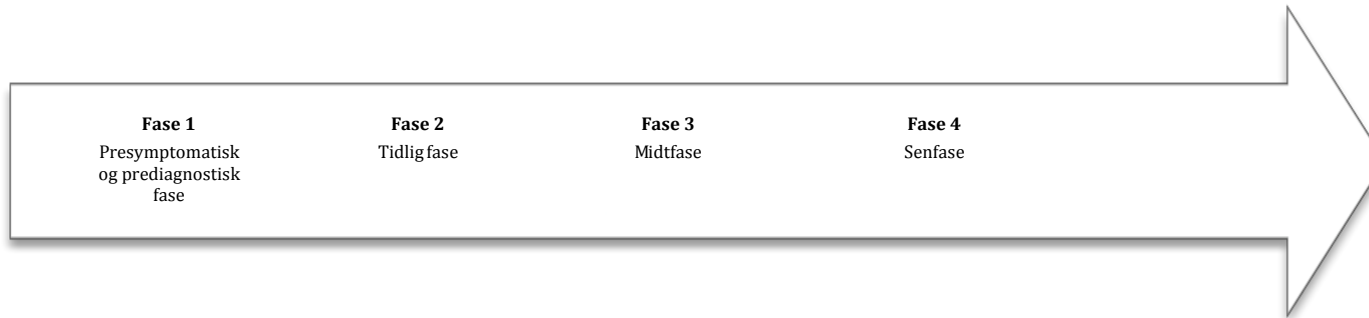 Fase 1
Presymptomatisk
og prediagnostisk
fase
Fase 2
Tidlig fase
Fase 3
Midtfase
Fase 4
Senfase